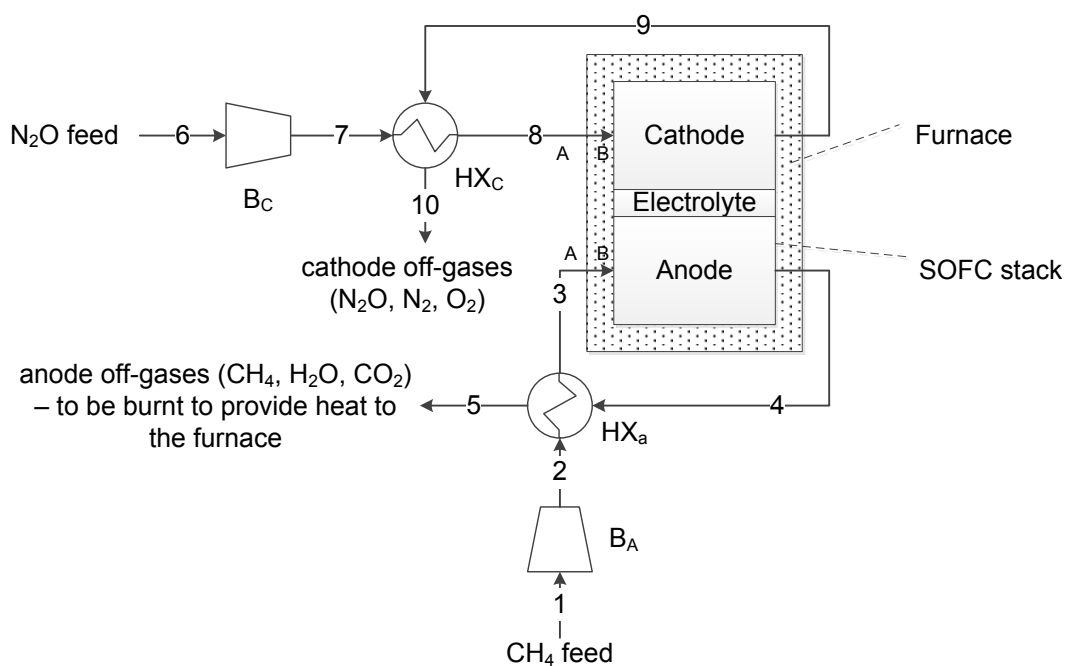 9
N₂O feed
6
7
8
A
B
Cathode
Furnace
B_C
HX_C
10
Electrolyte
cathode off-gases
(N₂O, N₂, O₂)
A
B
Anode
SOFC stack
3
anode off-gases (CH₄, H₂O, CO₂)
– to be burnt to provide heat to
the furnace
5
4
HXₐ
2
B_A
1
CH₄ feed